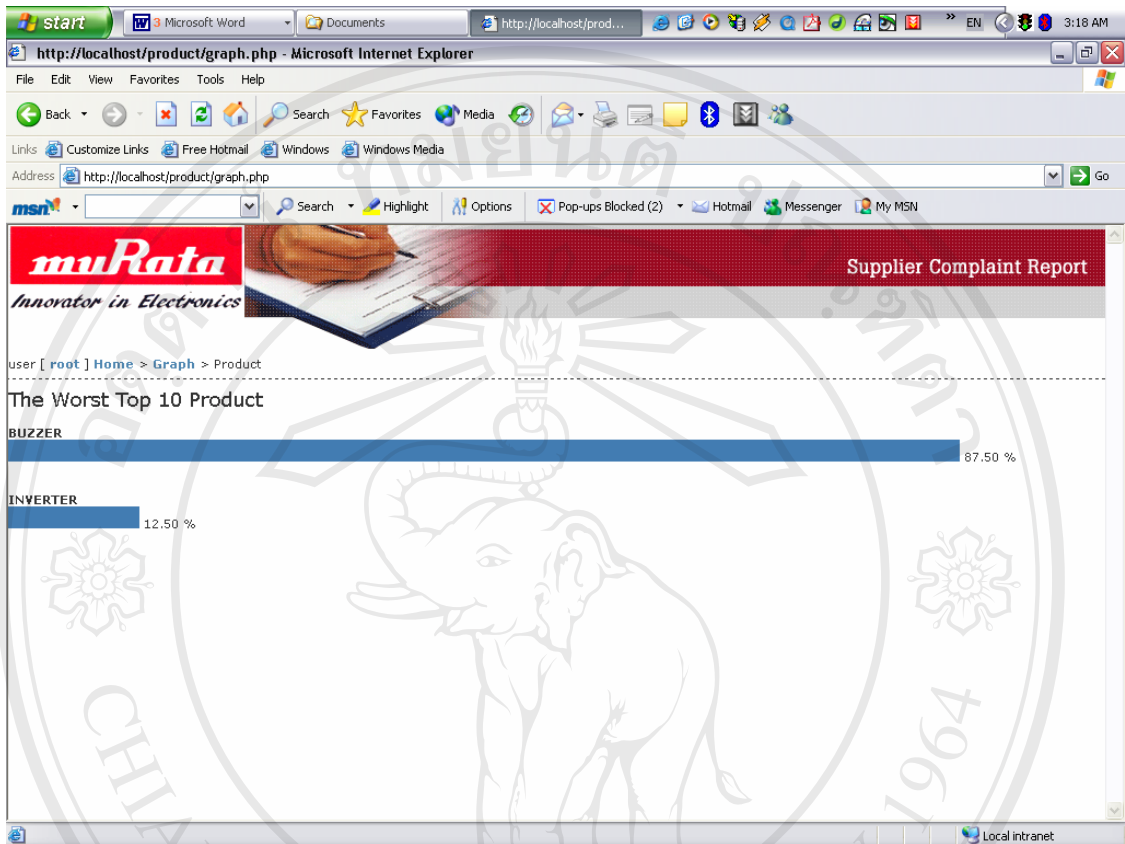 start 3 Microsoft Word Documents http://localhost/prod... » EN 3:18 AM
http://localhost/product/graph.php - Microsoft Internet Explorer
File Edit View Favorites Tools Help
Back Search Favorites Media
Links Customize Links Free Hotmail Windows Windows Media
Address http://localhost/product/graph.php Go
msn Search Highlight Options Pop-ups Blocked (2) Hotmail Messenger My MSN
muRata
Innovator in Electronics
Supplier Complaint Report
user [ root ] Home > Graph > Product
The Worst Top 10 Product
BUZZER
87.50 %
INVERTER
12.50 %
1964
Local intranet